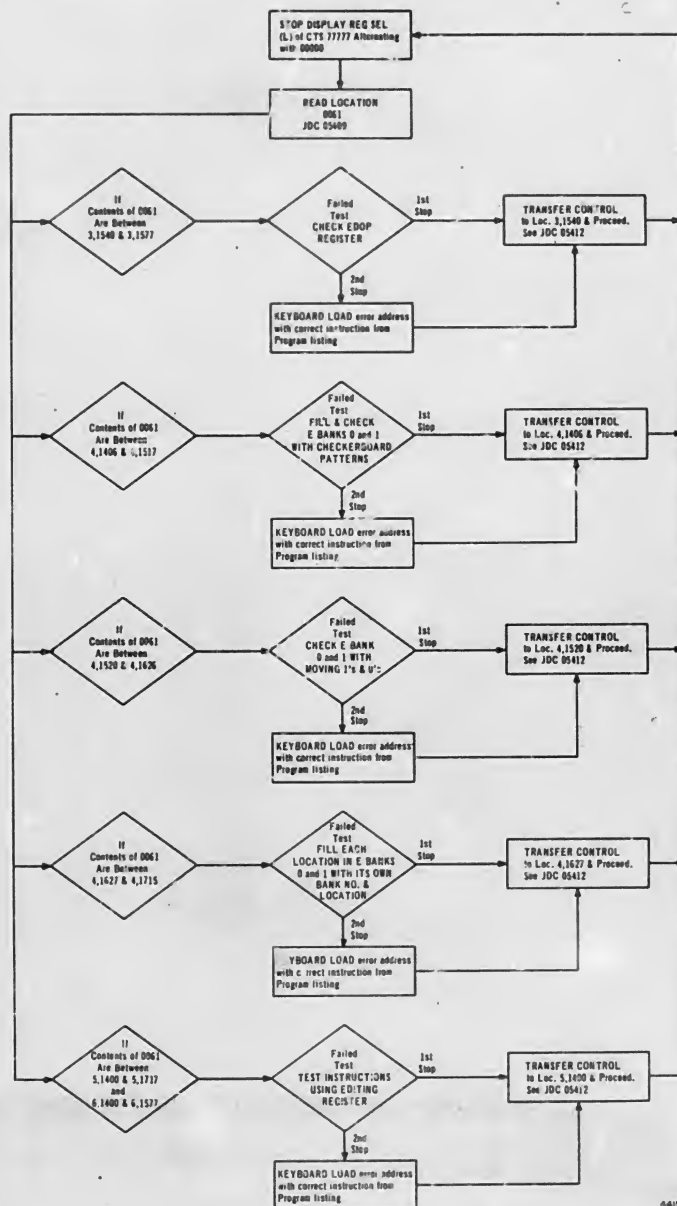 STOP DISPLAY REG SEL
(L) of CTS 77777 Alternating
with 00000
READ LOCATION
0061
JDC 05409
If
Contents of 0061
Are Between
3,1540 & 3,1577
Failed
Test
CHECK EDOP
REGISTER
1st
Stop
TRANSFER CONTROL
to Loc. 3,1540 & Proceed.
See JDC 05412
2nd
Stop
KEYBOARD LOAD error address
with correct instruction from
Program listing
If
Contents of 0061
Are Between
4,1406 & 4,1517
Failed
Test
FILL & CHECK
E BANKS 0 and 1
WITH CHECKERBOARD
PATTERNS
1st
Stop
TRANSFER CONTROL
to Loc. 4,1406 & Proceed.
See JDC 05412
2nd
Stop
KEYBOARD LOAD error address
with correct instruction from
Program listing
If
Contents of 0061
Are Between
4,1520 & 4,1626
Failed
Test
CHECK E BANK
0 and 1 WITH
MOVING 1's & 0's
1st
Stop
TRANSFER CONTROL
to Loc. 4,1520 & Proceed.
See JDC 05412
2nd
Stop
KEYBOARD LOAD error address
with correct instruction from
Program listing
If
Contents of 0061
Are Between
4,1627 & 4,1715
Failed
Test
FILL EACH
LOCATION IN E BANKS
0 and 1 WITH ITS OWN
BANK NO. &
LOCATION
1st
Stop
TRANSFER CONTROL
to Loc. 4,1627 & Proceed.
See JDC 05412
2nd
Stop
YBOARD LOAD error address
with correct instruction from
Program listing
If
Contents of 0061
Are Between
5,1400 & 5,1717
and
6,1400 & 6,1577
Failed
Test
TEST INSTRUCTIONS
USING EDITING
REGISTER
1st
Stop
TRANSFER CONTROL
to Loc. 5,1400 & Proceed.
See JDC 05412
2nd
Stop
KEYBOARD LOAD error address
with correct instruction from
Program listing